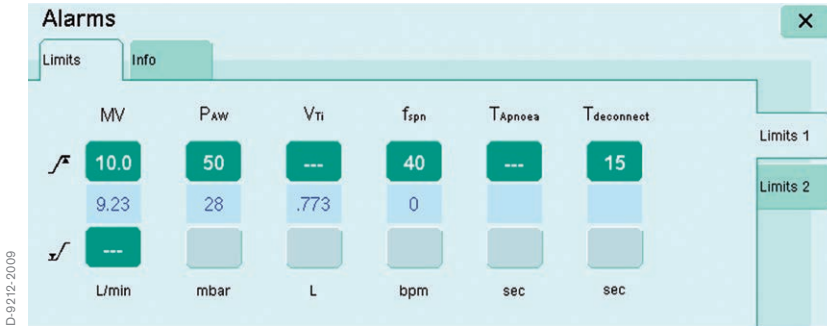 Alarms
Limits Info
MV PAW VTi fspn TApnoea Tdeconnect
Limits 1
10.0 50 --- 40 --- 15
Limits 2
9.23 28 .773 0
---
L/min mbar L bpm sec sec
D-9212-2009